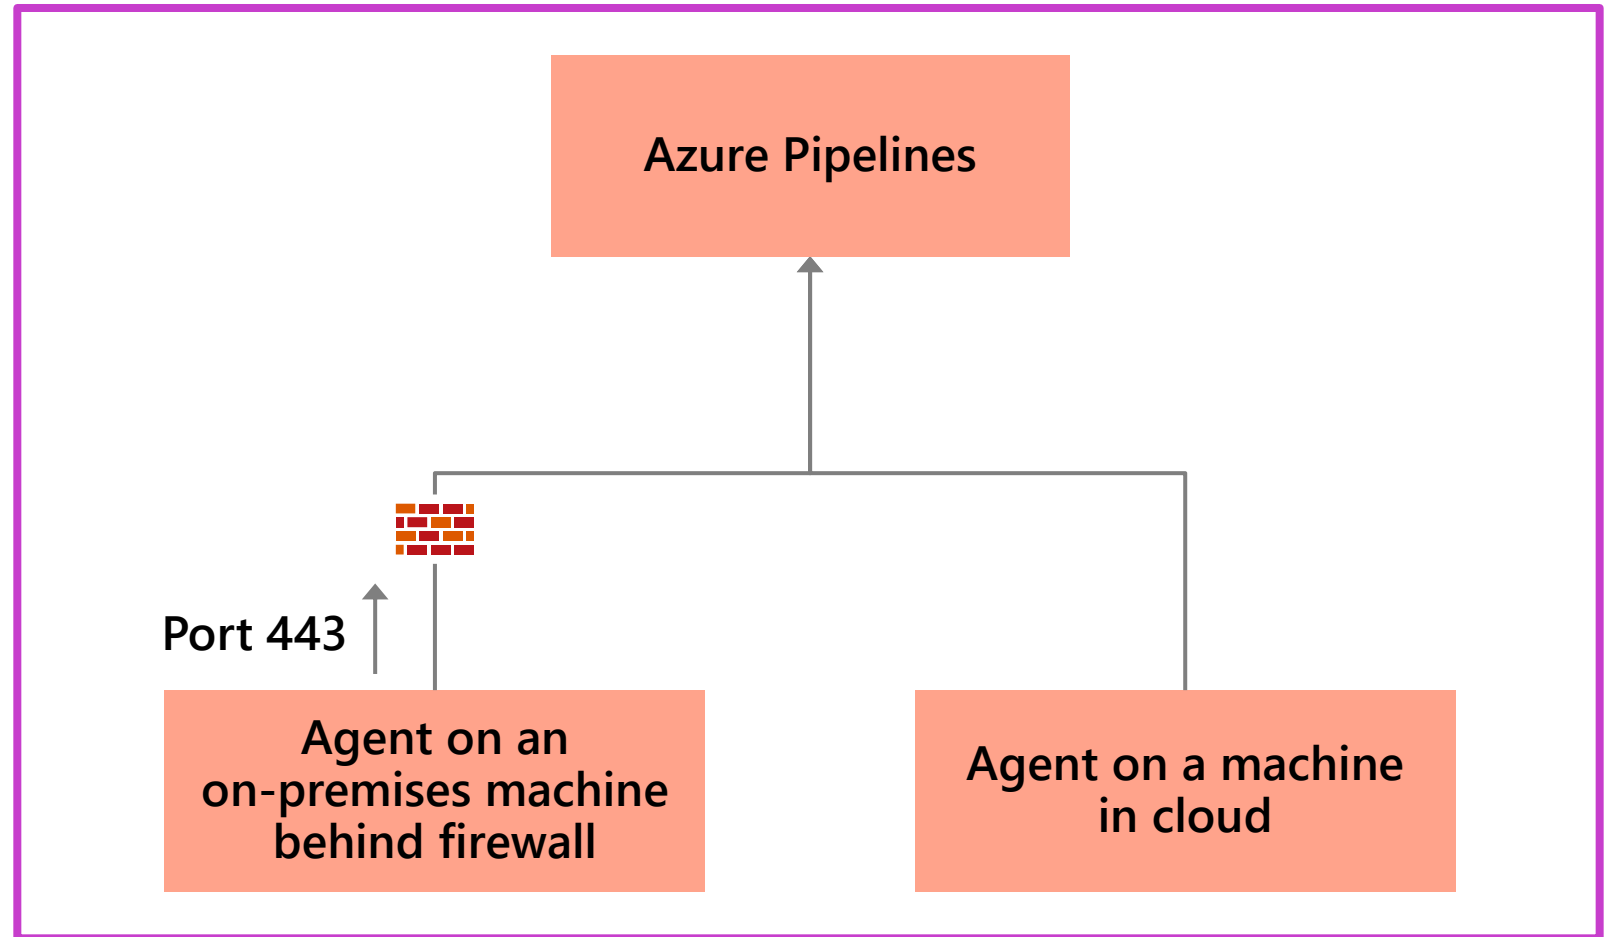 Azure Pipelines
Port 443
Agent on an
on-premises machine
behind firewall
Agent on a machine
in cloud